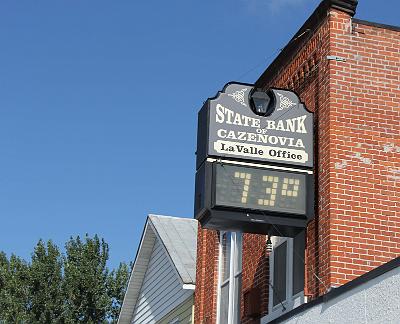 STATE BANK
of
CAZENOVIA
LaValle Office
73°